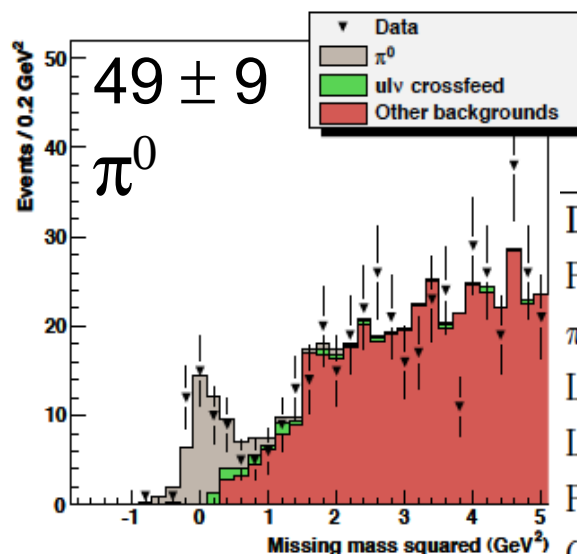 Data
π⁰
ulν crossfeed
Other backgrounds
49 ± 9
π⁰
Events / 0.2 GeV²
50
40
30
20
10
0
-1 0 1 2 3 4 5
Missing mass squared (GeV²)